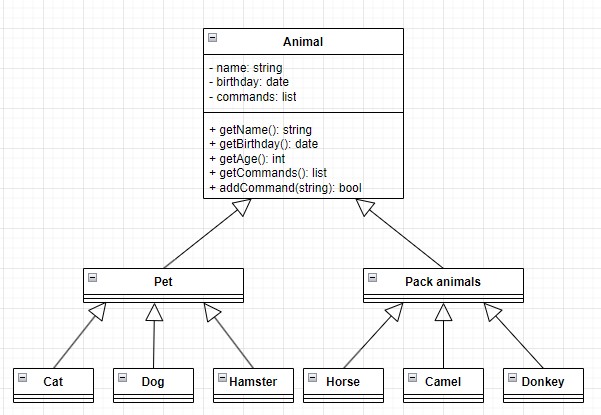 Animal
- name: string
- birthday: date
- commands: list
+ getName(): string
+ getBirthday(): date
+ getAge(): int
+ getCommands(): list
+ addCommand(string): bool
Pet
Pack animals
Cat
Dog
Hamster
Horse
Camel
Donkey